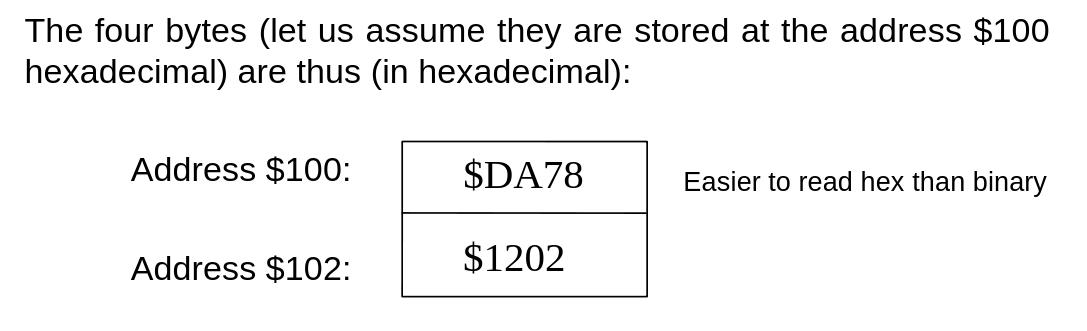 The four bytes (let us assume they are stored at the address $100
hexadecimal) are thus (in hexadecimal):
Address $100:
$DA78
Easier to read hex than binary
Address $102:
$1202